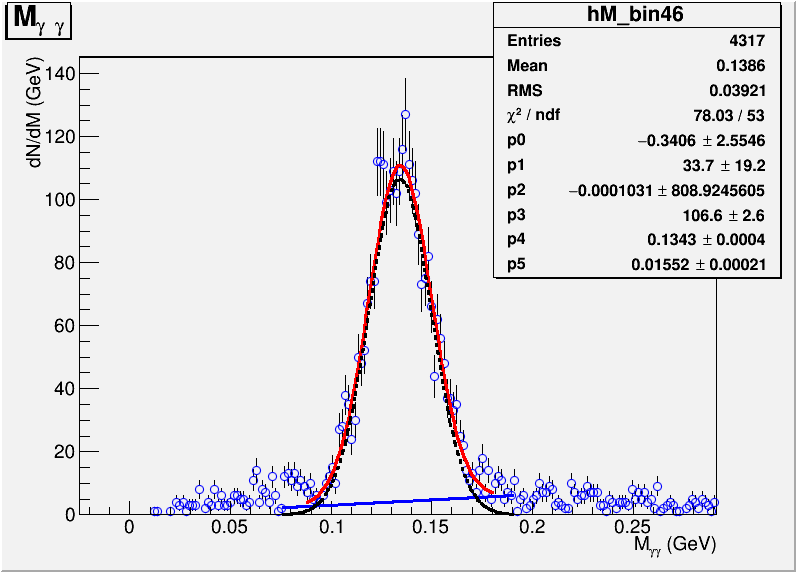 M γ γ
hM_bin46
Entries 4317
Mean 0.1386
RMS 0.03921
χ² / ndf 78.03 / 53
p0 −0.3406 ± 2.5546
p1 33.7 ± 19.2
p2 −0.0001031 ± 808.9245605
p3 106.6 ± 2.6
p4 0.1343 ± 0.0004
p5 0.01552 ± 0.00021
dN/dM (GeV)
140
120
100
80
60
40
20
0
0 0.05 0.1 0.15 0.2 0.25
Mγγ (GeV)